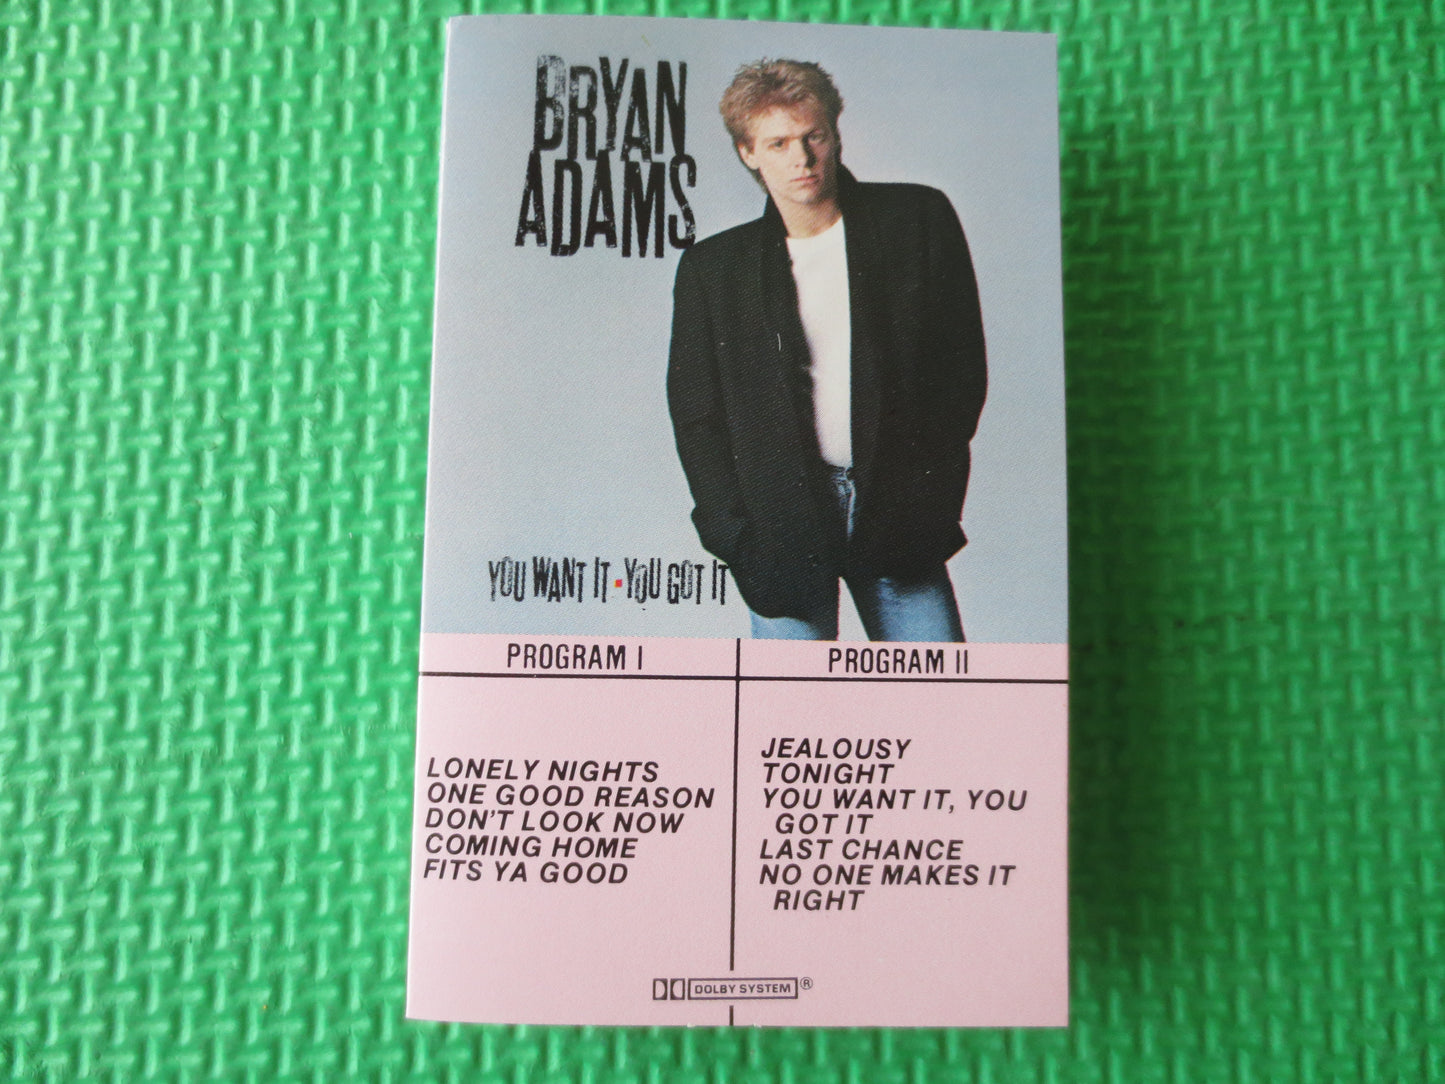 BRYAN
ADAMS
YOU WANT IT • YOU GOT IT
PROGRAM I
LONELY NIGHTS
ONE GOOD REASON
DON'T LOOK NOW
COMING HOME
FITS YA GOOD
PROGRAM II
JEALOUSY
TONIGHT
YOU WANT IT, YOU
GOT IT
LAST CHANCE
NO ONE MAKES IT
RIGHT
DOLBY SYSTEM ®